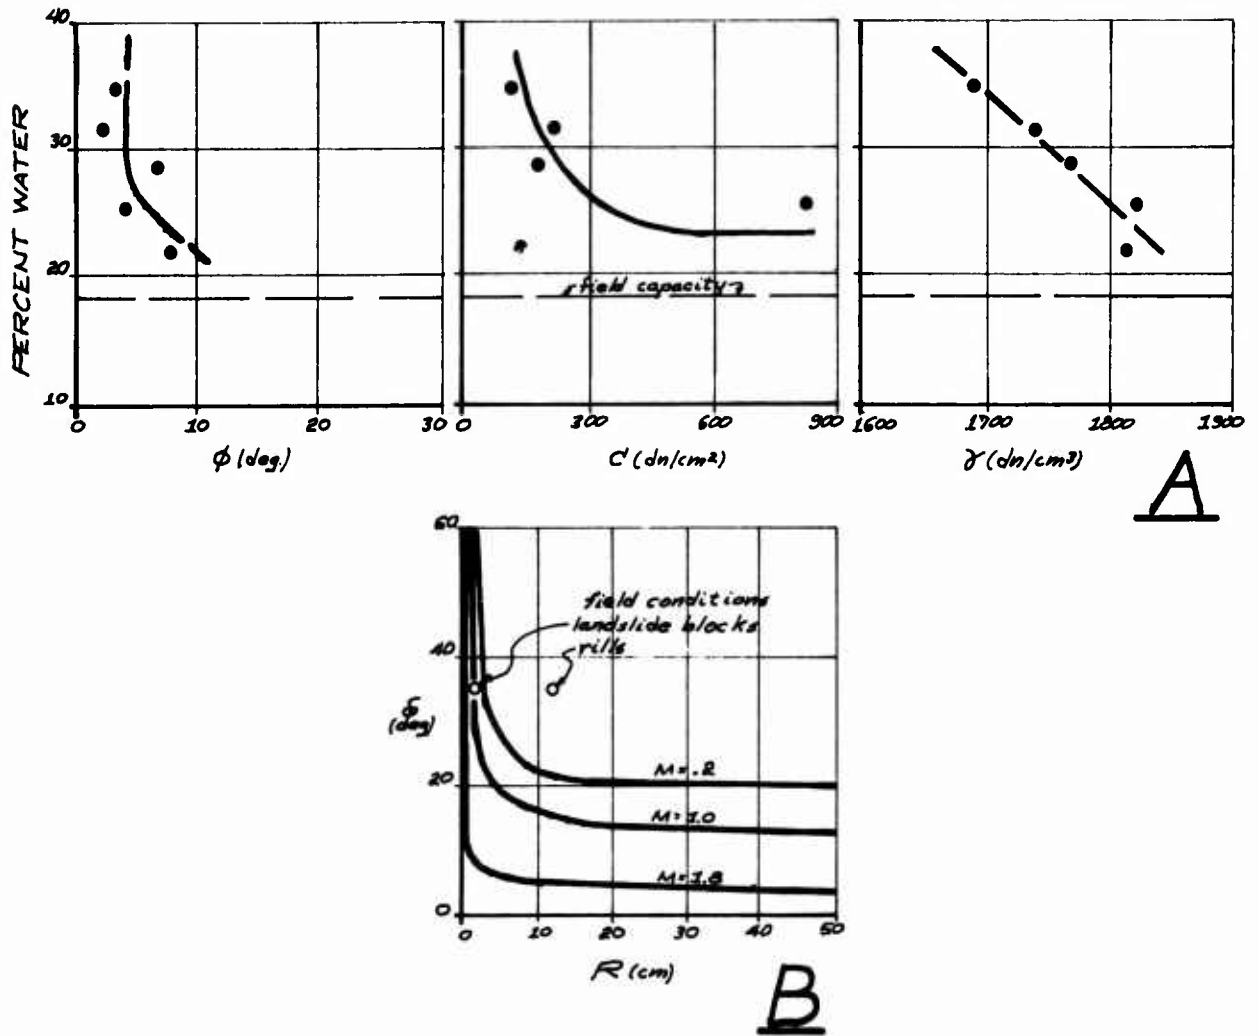 PERCENT WATER
40
30
20
10
0 10 20 30
φ (deg.)
field capacity
0 300 600 900
C (dn/cm²)
1600 1700 1800 1900
γ (dn/cm³)
A
60
40
20
0
(deg)
field conditions
landslide blocks
rills
M=.2
M=1.0
M=1.8
0 10 20 30 40 50
R (cm)
B